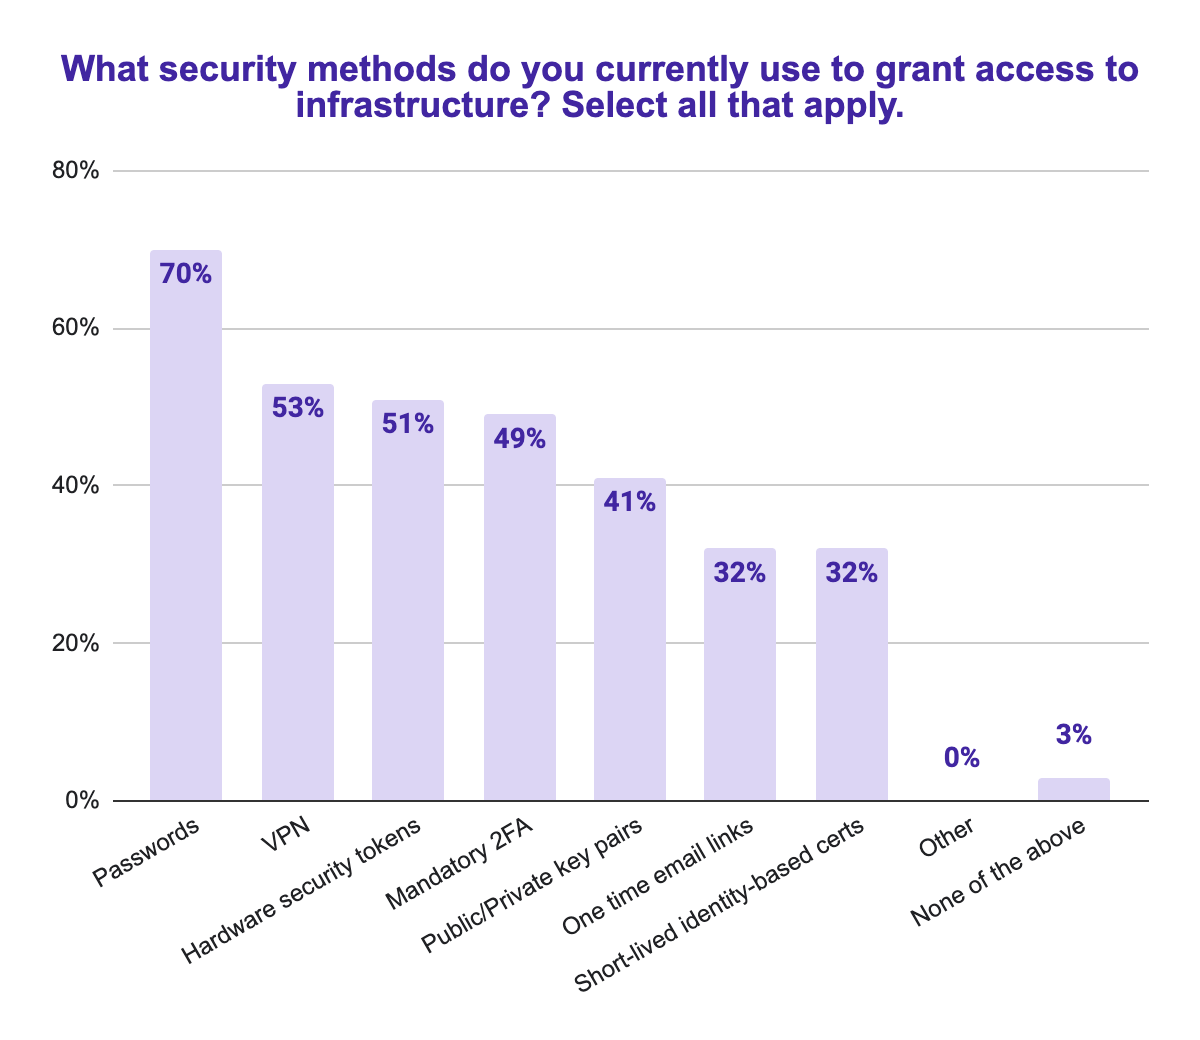 What security methods do you currently use to grant access to
infrastructure? Select all that apply.
80%
60%
40%
20%
0%
70%
53%
51%
49%
41%
32%
32%
0%
3%
Passwords
VPN
Hardware security tokens
Mandatory 2FA
Public/Private key pairs
One time email links
Short-lived identity-based certs
Other
None of the above